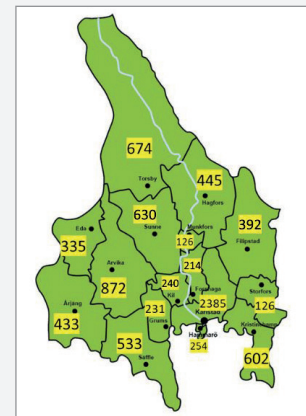 674
Torsby
445
Hagfors
630
Sunne
392
Filipstad
Eda
335
Munkfors
126
Arvika
872
214
240
Kil
Forshaga
2385
Karlstad
Storfors
126
Årjäng
433
231
Grums
Hammarö
254
Kristinehamn
602
533
Säffle